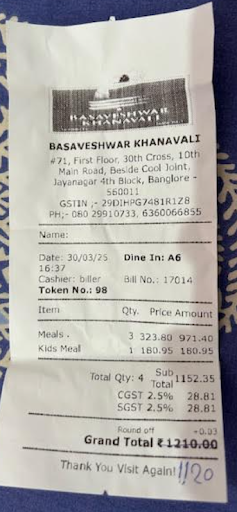 BASAVESHWAR
KHANAVALI
BASAVESHWAR KHANAVALI
#71, First Floor, 30th Cross, 10th
Main Road, Beside Cool Joint,
Jayanagar 4th Block, Banglore -
560011
GSTIN ;- 29DIHPG7481R1Z8
PH;- 080 29910733, 6360066855
Name:
Date: 30/03/25 Dine In: A6
16:37
Cashier: biller Bill No.: 17014
Token No.: 98
Item Qty. Price Amount
Meals . 3 323.80 971.40
Kids Meal 1 180.95 180.95
Total Qty: 4 Sub Total 1152.35
CGST 2.5% 28.81
SGST 2.5% 28.81
Round off +0.03
Grand Total ₹1210.00
Thank You Visit Again!
1120